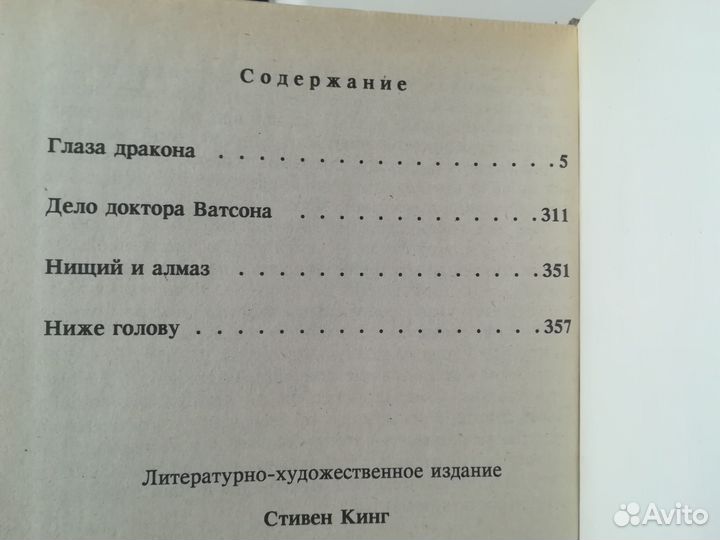 Содержание
Глаза дракона . . . . . . . . . . . . . . . . . . . 5
Дело доктора Ватсона . . . . . . . . . . . . . 311
Нищий и алмаз . . . . . . . . . . . . . . . . . 351
Ниже голову . . . . . . . . . . . . . . . . . . . 357
Литературно-художественное издание
Стивен Кинг
Avito